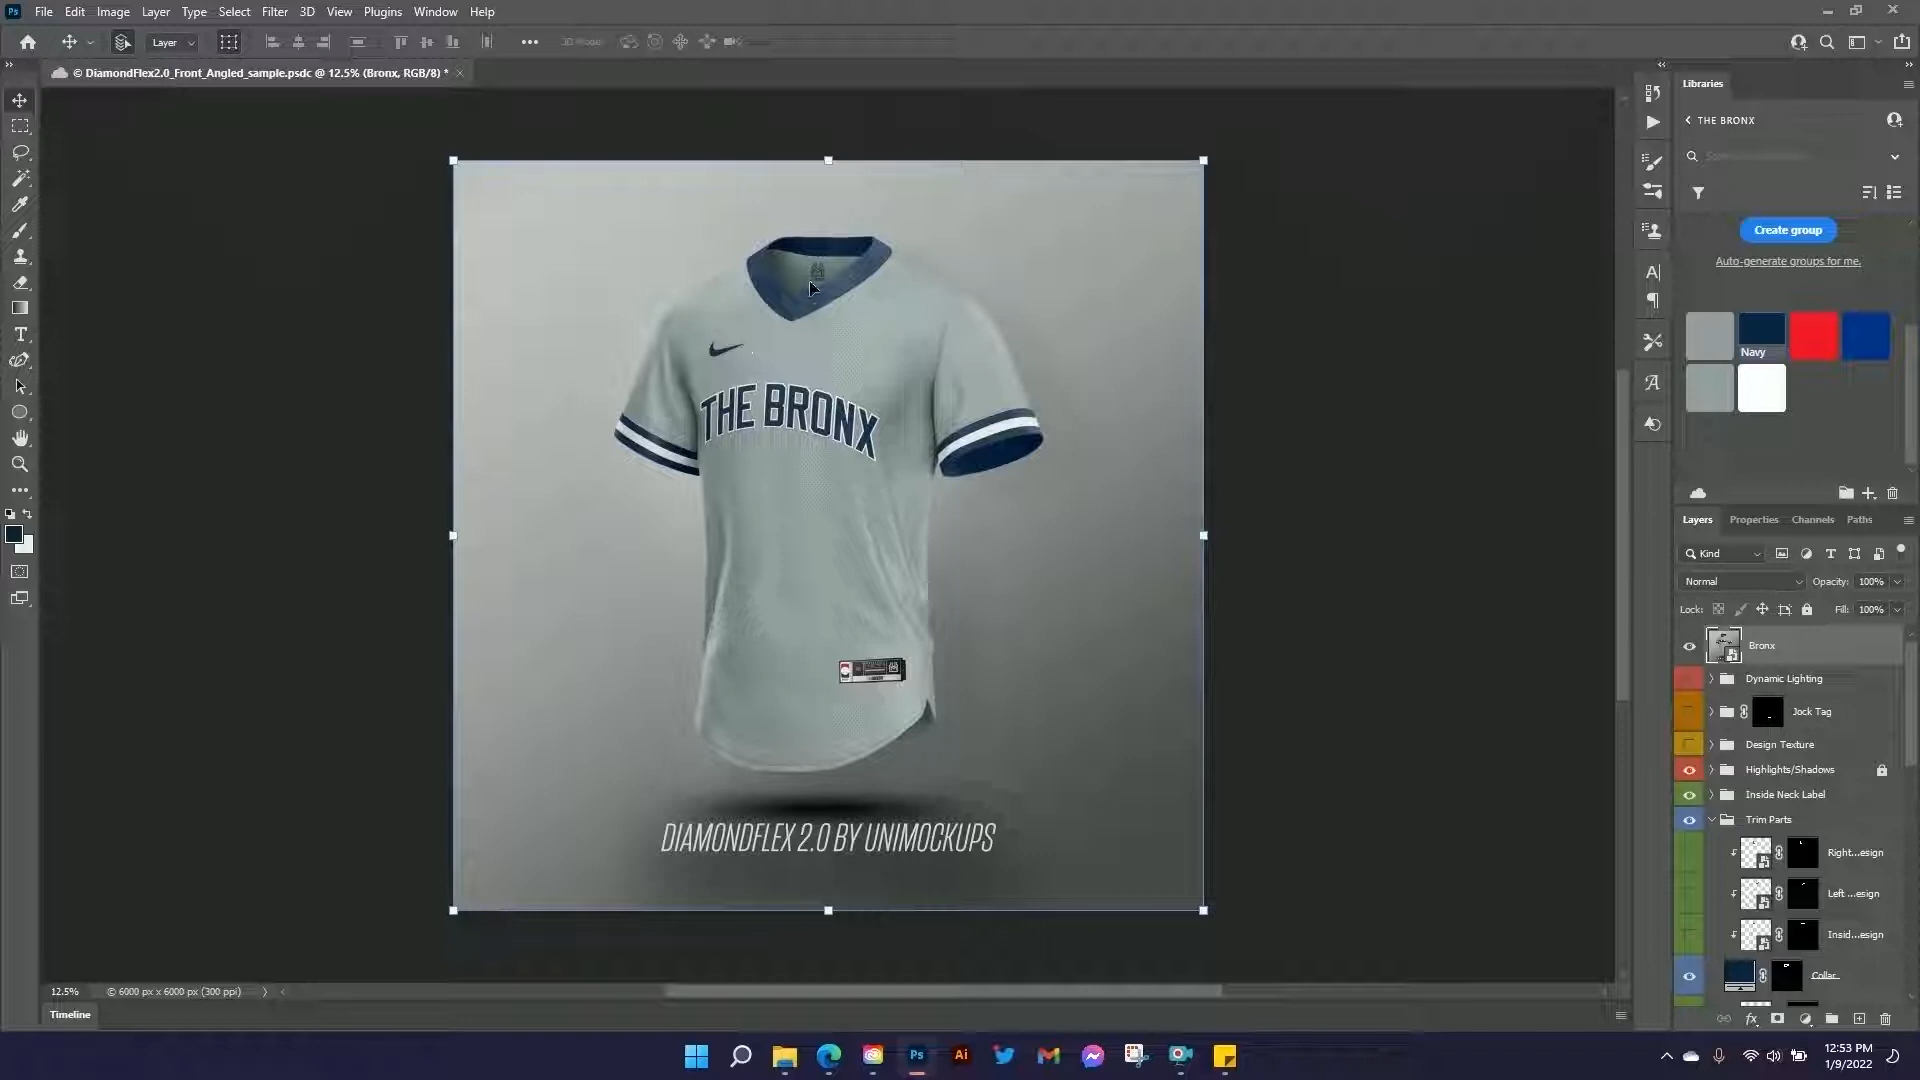 Ps File Edit Image Layer Type Select Filter 3D View Plugins Window Help
Layer
© DiamondFlex2.0_Front_Angled_sample.psdc @ 12.5% (Bronx, RGB/8) *
Libraries
THE BRONX
Create group
Auto-generate groups for me.
Navy
THE BRONX
DIAMONDFLEX 2.0 BY UNIMOCKUPS
Layers Properties Channels Paths
Kind
Normal Opacity: 100%
Lock: Fill: 100%
Bronx
Dynamic Lighting
Jock Tag
Design Texture
Highlights/Shadows
Inside Neck Label
Trim Parts
Right...esign
Left ...esign
Insid...esign
Collar
12.5% © 6000 px x 6000 px (300 ppi)
Timeline
Ps Ai
12:53 PM
1/9/2022